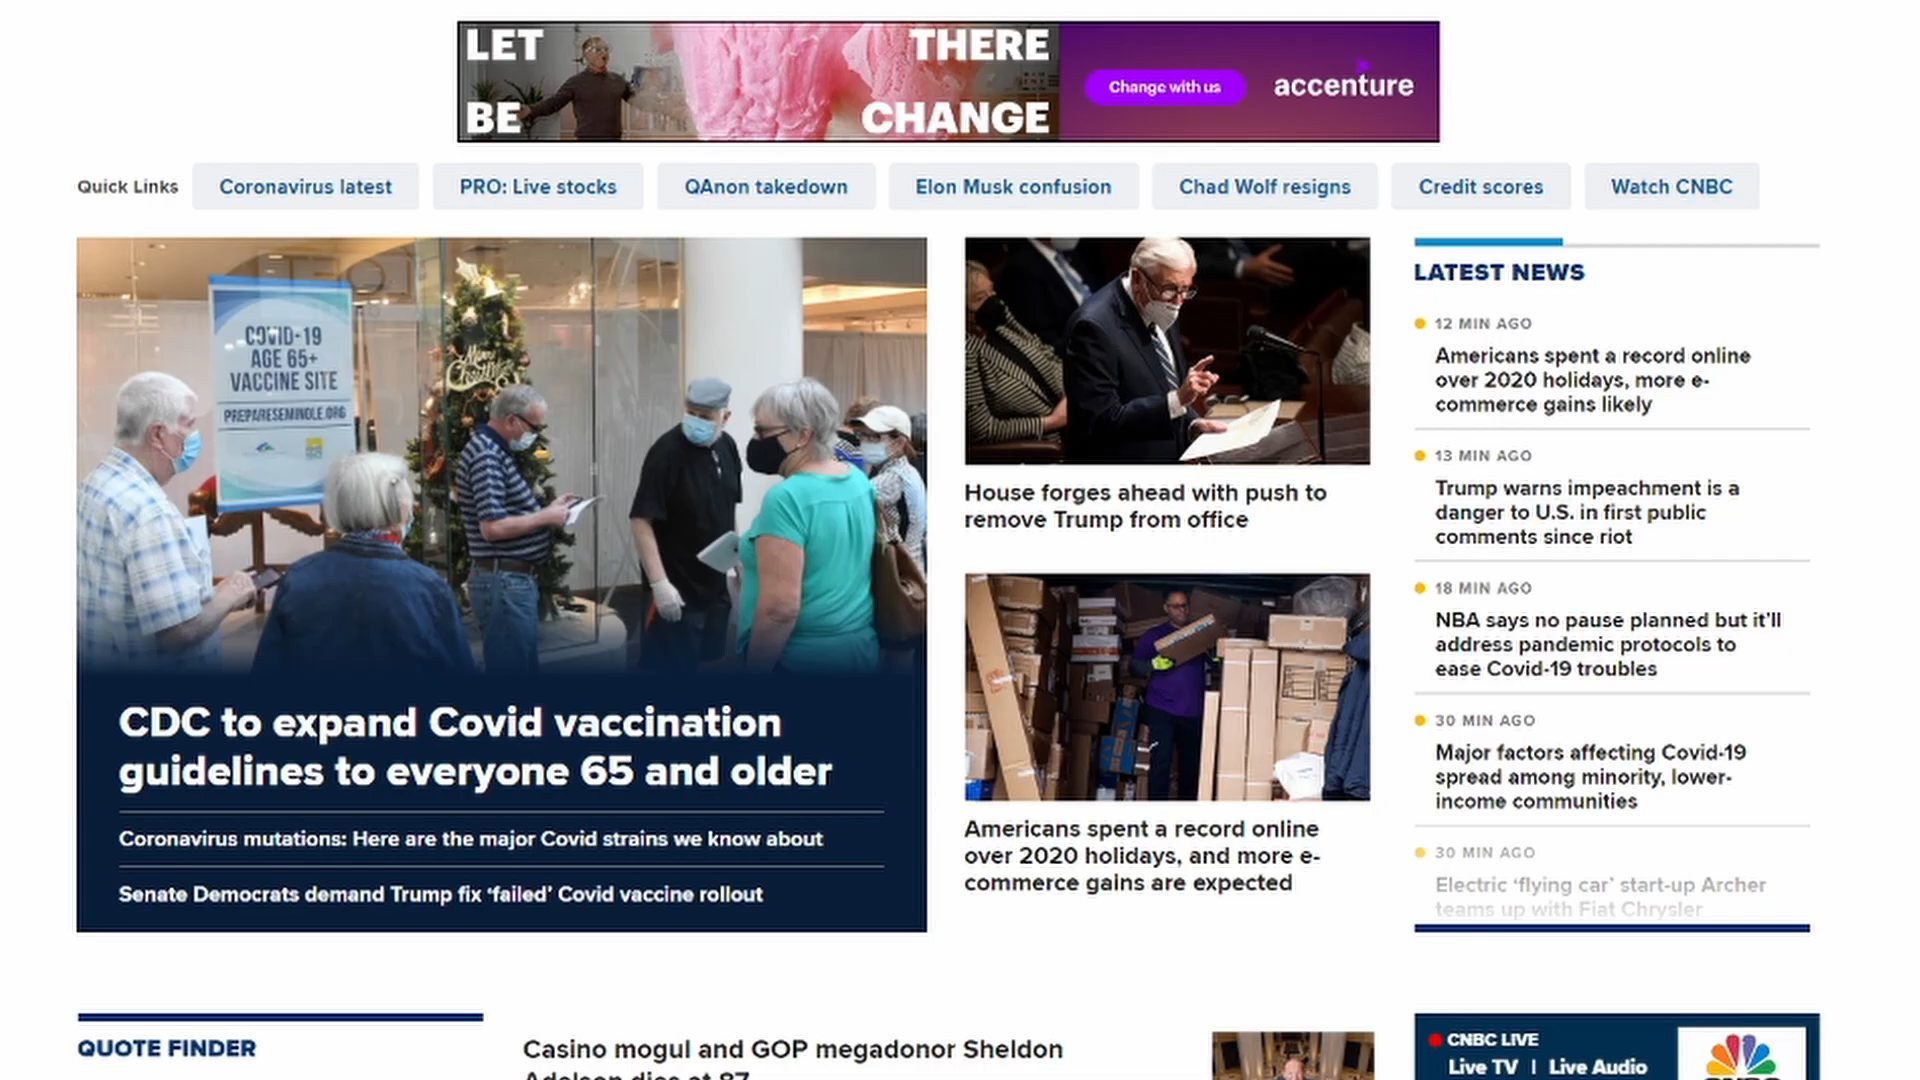 LET THERE
BE CHANGE
Change with us
accenture
Quick Links
Coronavirus latest
PRO: Live stocks
QAnon takedown
Elon Musk confusion
Chad Wolf resigns
Credit scores
Watch CNBC
COVID-19
AGE 65+
VACCINE SITE
PREPARESEMINOLE.ORG
Merry
Christmas
CDC to expand Covid vaccination
guidelines to everyone 65 and older
Coronavirus mutations: Here are the major Covid strains we know about
Senate Democrats demand Trump fix ‘failed’ Covid vaccine rollout
House forges ahead with push to
remove Trump from office
Americans spent a record online
over 2020 holidays, and more e-
commerce gains are expected
LATEST NEWS
12 MIN AGO
Americans spent a record online
over 2020 holidays, more e-
commerce gains likely
13 MIN AGO
Trump warns impeachment is a
danger to U.S. in first public
comments since riot
18 MIN AGO
NBA says no pause planned but it’ll
address pandemic protocols to
ease Covid-19 troubles
30 MIN AGO
Major factors affecting Covid-19
spread among minority, lower-
income communities
30 MIN AGO
Electric ‘flying car’ start-up Archer
teams up with Fiat Chrysler
QUOTE FINDER
Casino mogul and GOP megadonor Sheldon
Adelson dies at 87
CNBC LIVE
Live TV | Live Audio